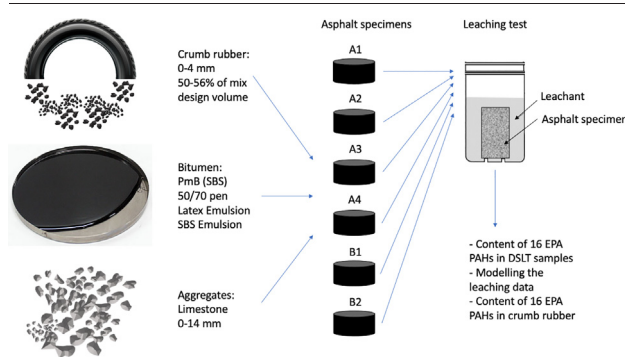 Asphalt specimens
Leaching test
Crumb rubber:
0-4 mm
50-56% of mix
design volume
Bitumen:
PmB (SBS)
50/70 pen
Latex Emulsion
SBS Emulsion
Aggregates:
Limestone
0-14 mm
A1
A2
A3
A4
B1
B2
Leachant
Asphalt specimen
- Content of 16 EPA
PAHs in DSLT samples
- Modelling the
leaching data
- Content of 16 EPA
PAHs in crumb rubber